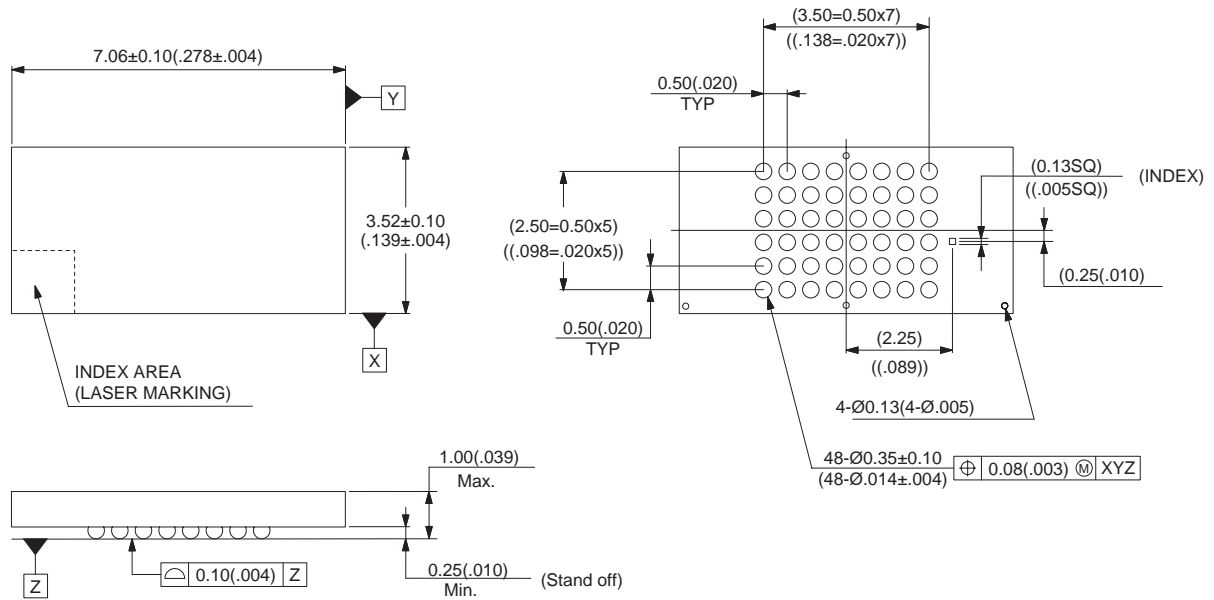 7.06±0.10(.278±.004)
Y
3.52±0.10
(.139±.004)
X
INDEX AREA
(LASER MARKING)
(3.50=0.50x7)
((.138=.020x7))
0.50(.020)
TYP
(0.13SQ)
((.005SQ))
(INDEX)
(2.50=0.50x5)
((.098=.020x5))
(0.25(.010)
0.50(.020)
TYP
(2.25)
((.089))
4-Ø0.13(4-Ø.005)
48-Ø0.35±0.10
(48-Ø.014±.004)
⌖ 0.08(.003) Ⓜ XYZ
1.00(.039)
Max.
⌓ 0.10(.004) Z
Z
0.25(.010)
Min.
(Stand off)